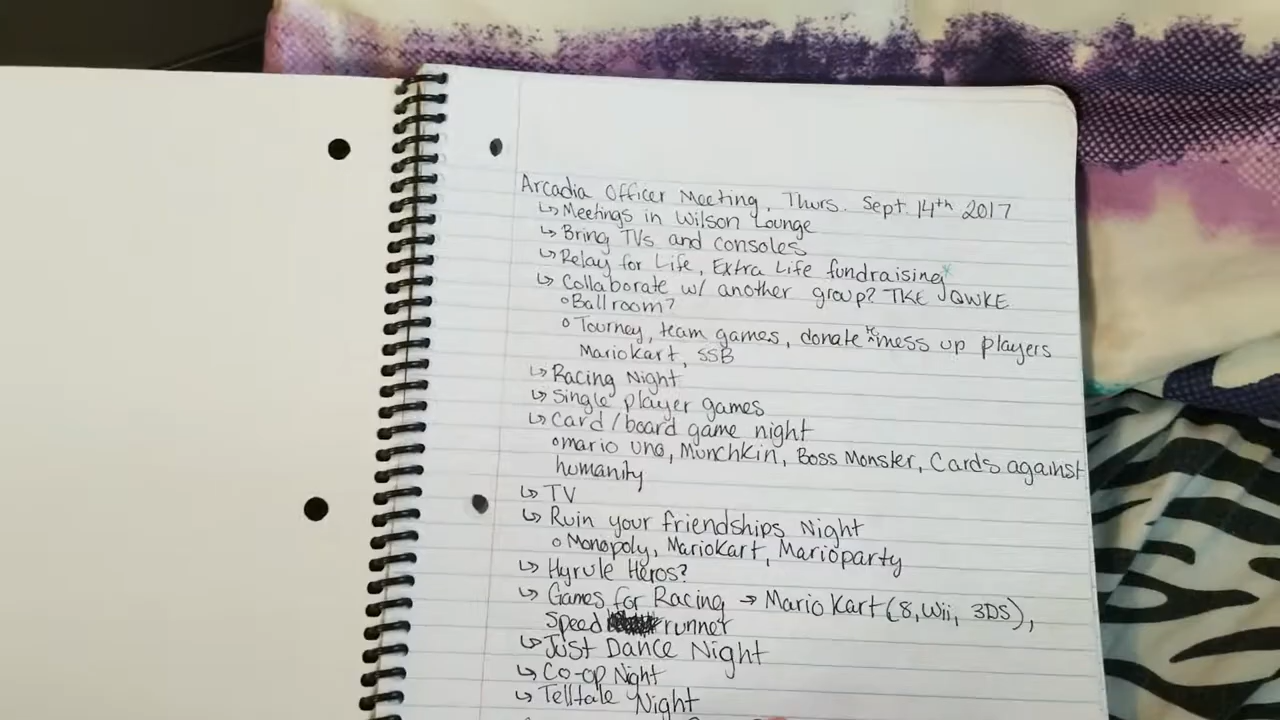 Arcadia Officer Meeting, Thurs. Sept. 14th 2017
↳ Meetings in Wilson Lounge
↳ Bring TVs and consoles
↳ Relay for Life, Extra Life fundraising*
↳ Collaborate w/ another group? TKE JQWKE
o Ballroom?
o Tourney, team games, donate to mess up players
MarioKart, SSB
↳ Racing Night
↳ Single player games
↳ Card/board game night
o mario uno, Munchkin, Boss Monster, Cards against
humanity
↳ TV
↳ Ruin your friendships Night
o Monopoly, MarioKart, Marioparty
↳ Hyrule Heros?
↳ Games for Racing → Mario Kart (8, Wii, 3DS),
Speed runner
↳ Just Dance Night
↳ Co-op Night
↳ Telltale Night